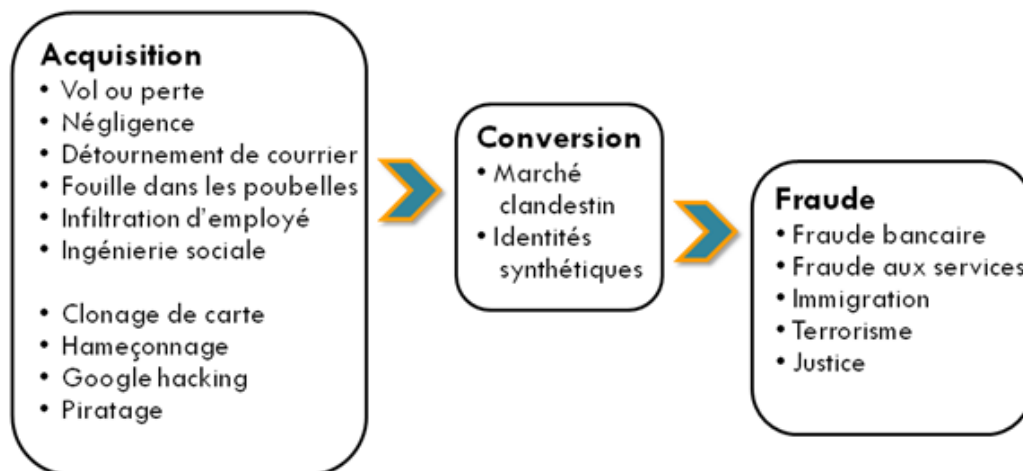 Acquisition
• Vol ou perte
• Négligence
• Détournement de courrier
• Fouille dans les poubelles
• Infiltration d'employé
• Ingénierie sociale
• Clonage de carte
• Hameçonnage
• Google hacking
• Piratage
Conversion
• Marché
clandestin
• Identités
synthétiques
Fraude
• Fraude bancaire
• Fraude aux services
• Immigration
• Terrorisme
• Justice